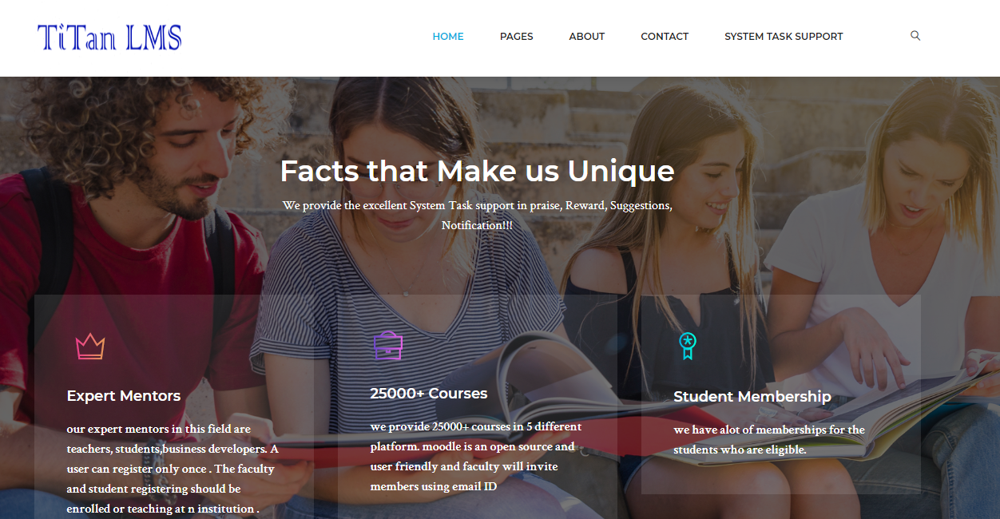 TiTan LMS
HOME PAGES ABOUT CONTACT SYSTEM TASK SUPPORT
Facts that Make us Unique
We provide the excellent System Task support in praise, Reward, Suggestions,
Notification!!!
Expert Mentors
our expert mentors in this field are
teachers, students,business developers. A
user can register only once . The faculty
and student registering should be
enrolled or teaching at n institution .
25000+ Courses
we provide 25000+ courses in 5 different
platform. moodle is an open source and
user friendly and faculty will invite
members using email ID
Student Membership
we have alot of memberships for the
students who are eligible.